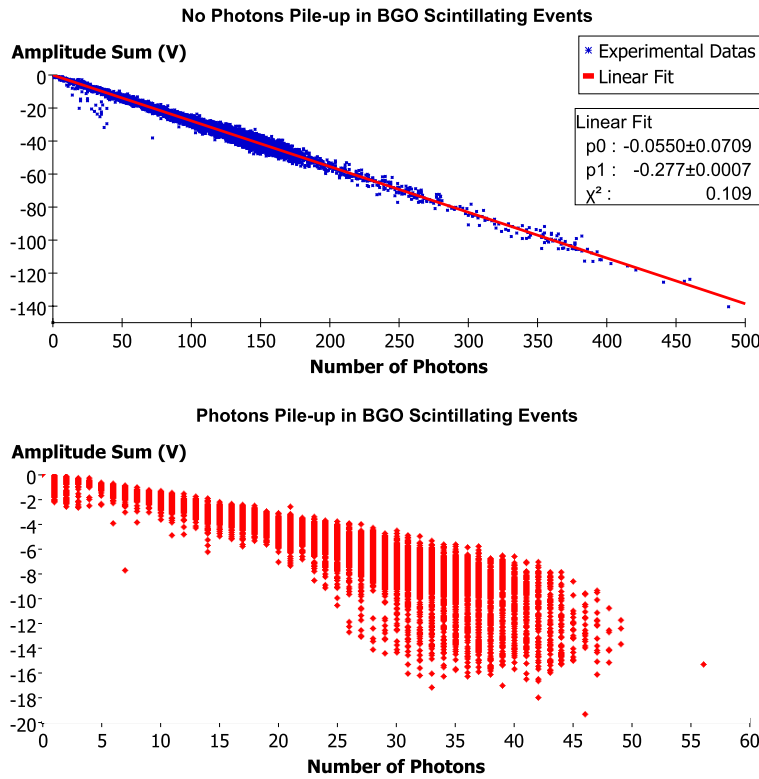 No Photons Pile-up in BGO Scintillating Events
Amplitude Sum (V)
Experimental Datas
Linear Fit
Linear Fit
p0 : -0.0550±0.0709
p1 : -0.277±0.0007
χ² : 0.109
0
-20
-40
-60
-80
-100
-120
-140
0 50 100 150 200 250 300 350 400 450 500
Number of Photons
Photons Pile-up in BGO Scintillating Events
Amplitude Sum (V)
0
-2
-4
-6
-8
-10
-12
-14
-16
-18
-20
0 5 10 15 20 25 30 35 40 45 50 55 60
Number of Photons